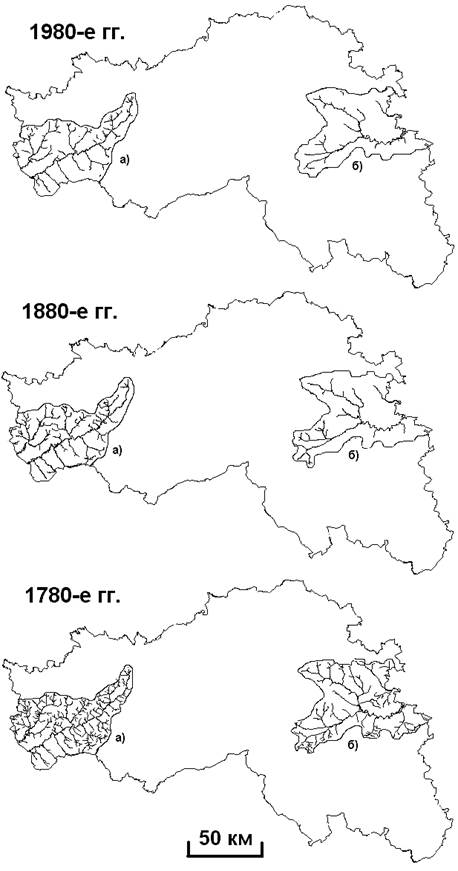 1980-е гг.
а)
б)
1880-е гг.
а)
б)
1780-е гг.
а)
б)
50 км